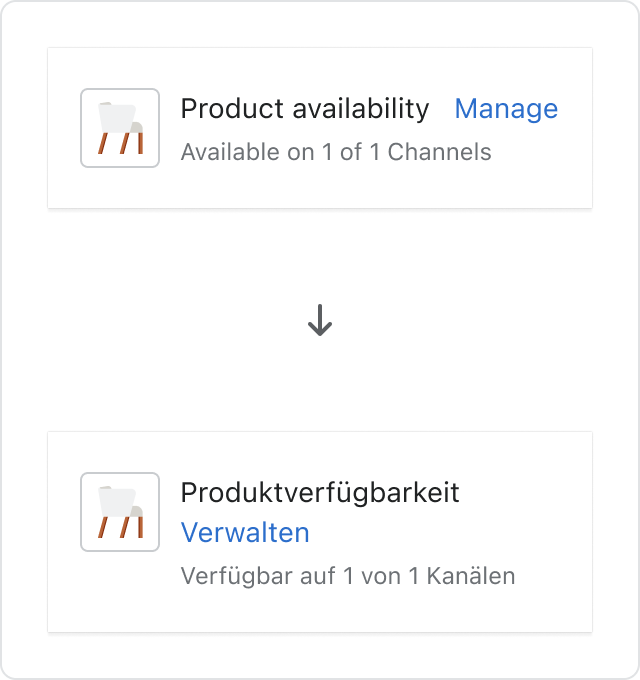 Product availability Manage
Available on 1 of 1 Channels
Produktverfügbarkeit
Verwalten
Verfügbar auf 1 von 1 Kanälen